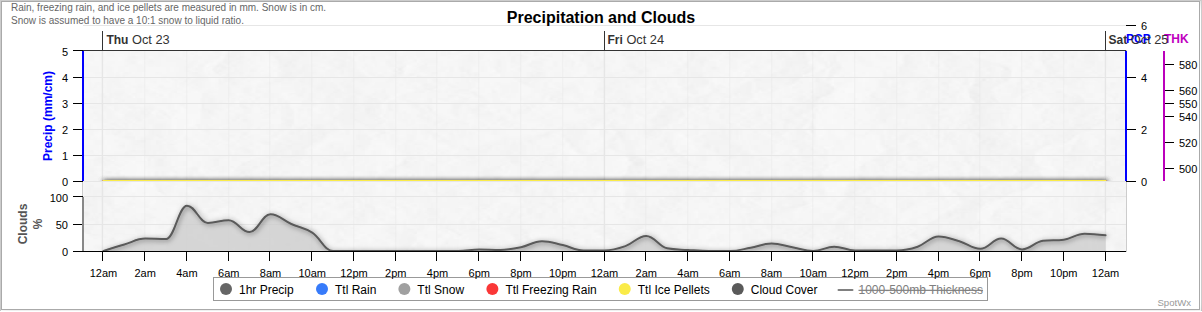 Rain, freezing rain, and ice pellets are measured in mm. Snow is in cm.
Snow is assumed to have a 10:1 snow to liquid ratio.
Precipitation and Clouds
Thu Oct 23
Fri Oct 24
Sat Oct 25
PCP
THK
Precip (mm/cm)
5
4
3
2
1
0
6
4
2
0
580
560
550
540
520
500
Clouds
%
100
50
0
12am 2am 4am 6am 8am 10am 12pm 2pm 4pm 6pm 8pm 10pm 12am 2am 4am 6am 8am 10am 12pm 2pm 4pm 6pm 8pm 10pm 12am
1hr Precip Ttl Rain Ttl Snow Ttl Freezing Rain Ttl Ice Pellets Cloud Cover 1000-500mb Thickness
SpotWx